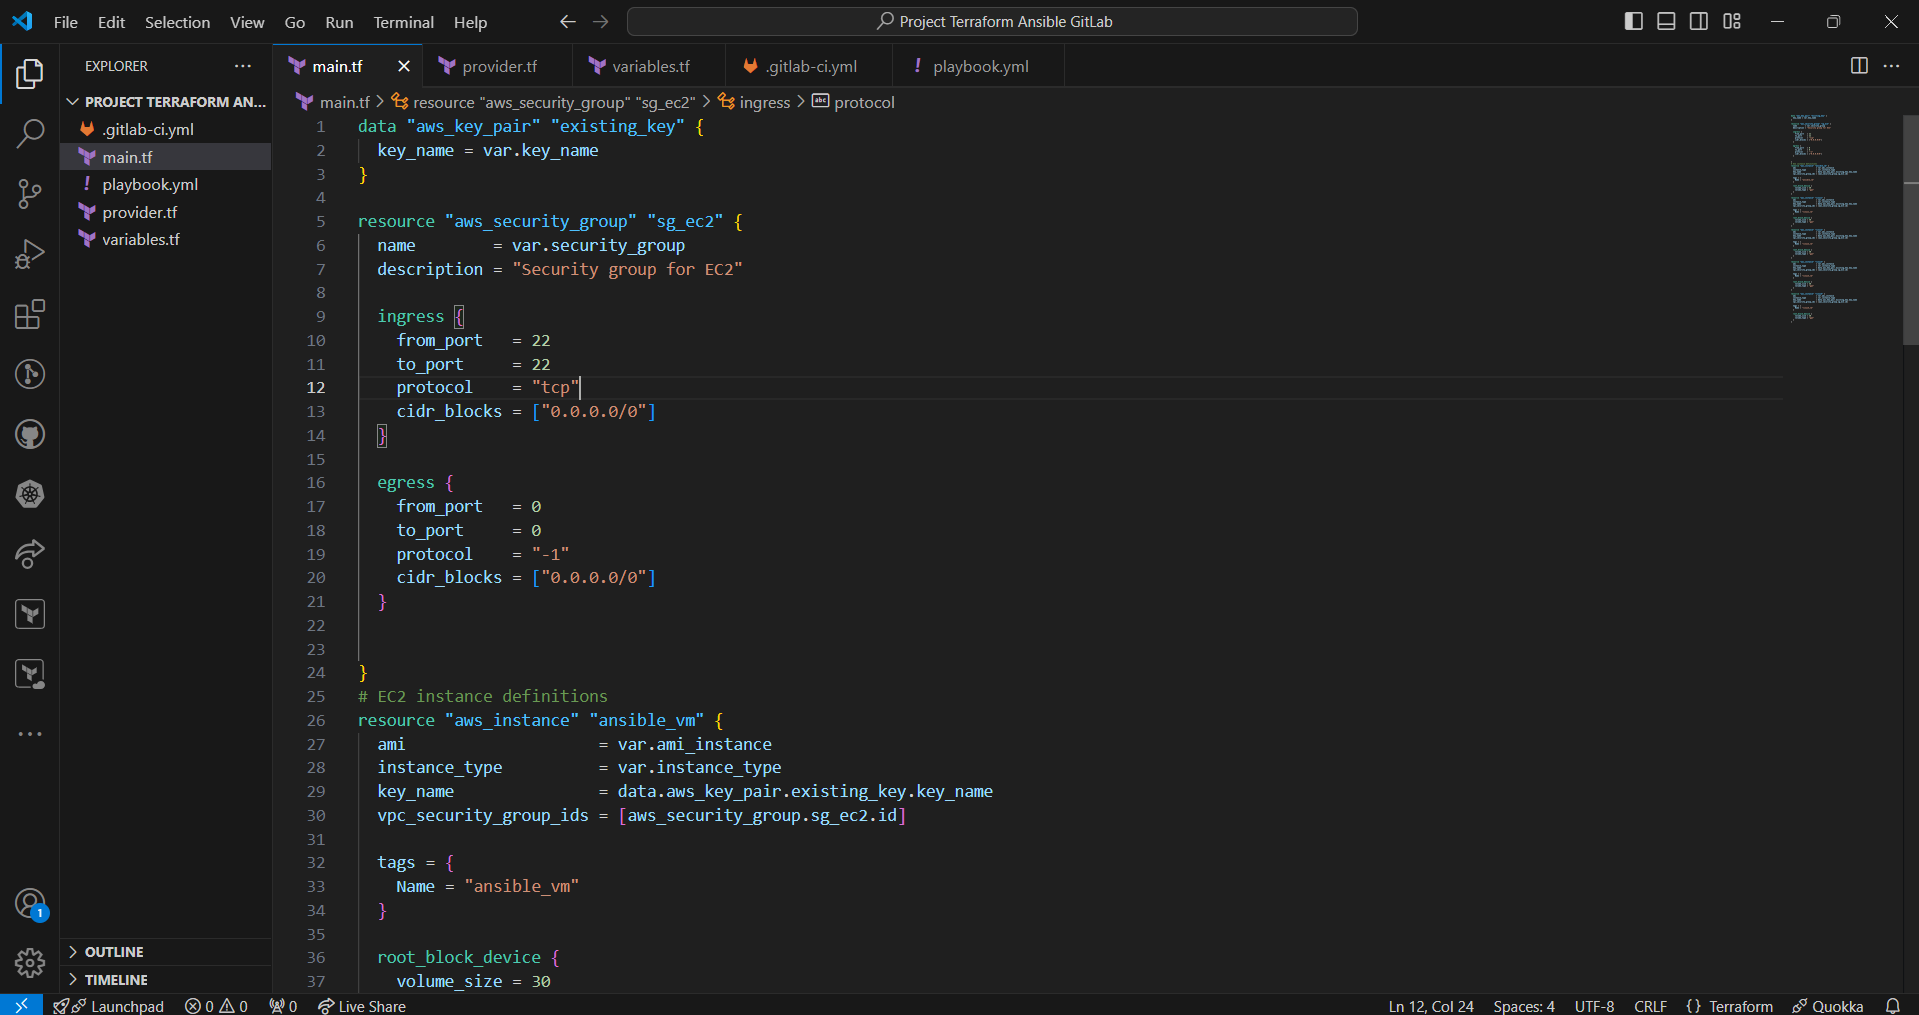 File Edit Selection View Go Run Terminal Help
Project Terraform Ansible GitLab
EXPLORER
PROJECT TERRAFORM AN...
.gitlab-ci.yml
main.tf
playbook.yml
provider.tf
variables.tf
OUTLINE
TIMELINE
1
main.tf provider.tf variables.tf .gitlab-ci.yml ! playbook.yml
main.tf > resource "aws_security_group" "sg_ec2" > ingress > protocol
1 data "aws_key_pair" "existing_key" {
2   key_name = var.key_name
3 }
4
5 resource "aws_security_group" "sg_ec2" {
6   name        = var.security_group
7   description = "Security group for EC2"
8
9   ingress {
10     from_port   = 22
11     to_port     = 22
12     protocol    = "tcp"
13     cidr_blocks = ["0.0.0.0/0"]
14   }
15
16   egress {
17     from_port   = 0
18     to_port     = 0
19     protocol    = "-1"
20     cidr_blocks = ["0.0.0.0/0"]
21   }
22
23
24 }
25 # EC2 instance definitions
26 resource "aws_instance" "ansible_vm" {
27   ami                    = var.ami_instance
28   instance_type          = var.instance_type
29   key_name               = data.aws_key_pair.existing_key.key_name
30   vpc_security_group_ids = [aws_security_group.sg_ec2.id]
31
32   tags = {
33     Name = "ansible_vm"
34   }
35
36   root_block_device {
37     volume_size = 30
Launchpad 0 0 0 Live Share Ln 12, Col 24 Spaces: 4 UTF-8 CRLF {} Terraform Quokka